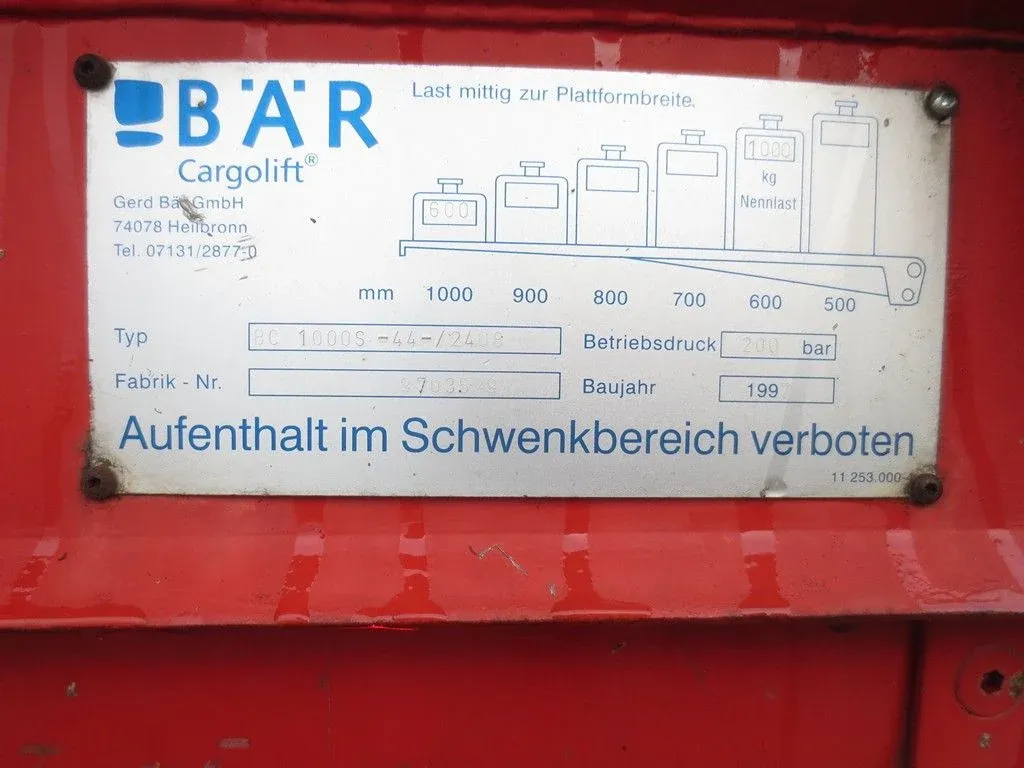 BÄR
Cargolift®
Gerd Bär GmbH
74078 Heilbronn
Tel. 07131/2877-0
Last mittig zur Plattformbreite.
600
1000
kg
Nennlast
mm 1000 900 800 700 600 500
Typ BC 1000S -44-/2408
Betriebsdruck 200 bar
Fabrik - Nr.
Baujahr 199
Aufenthalt im Schwenkbereich verboten
11 253.000